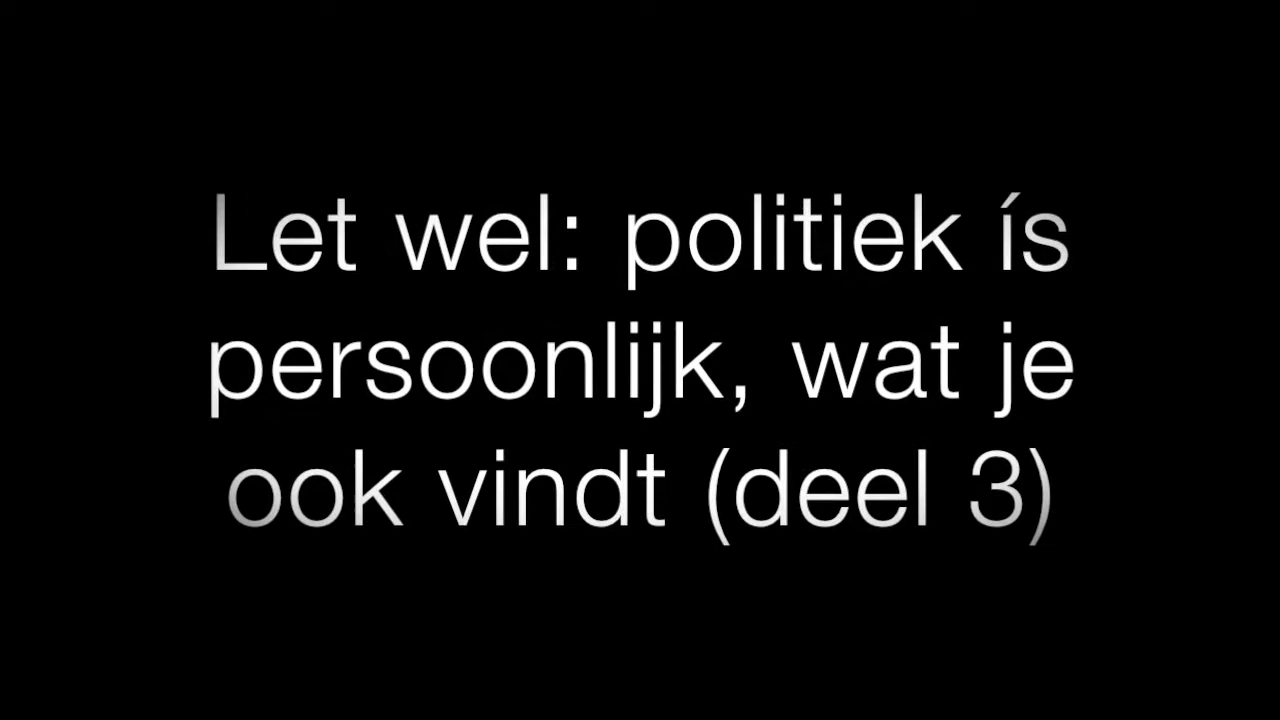 Let wel: politiek ís
persoonlijk, wat je
ook vindt (deel 3)